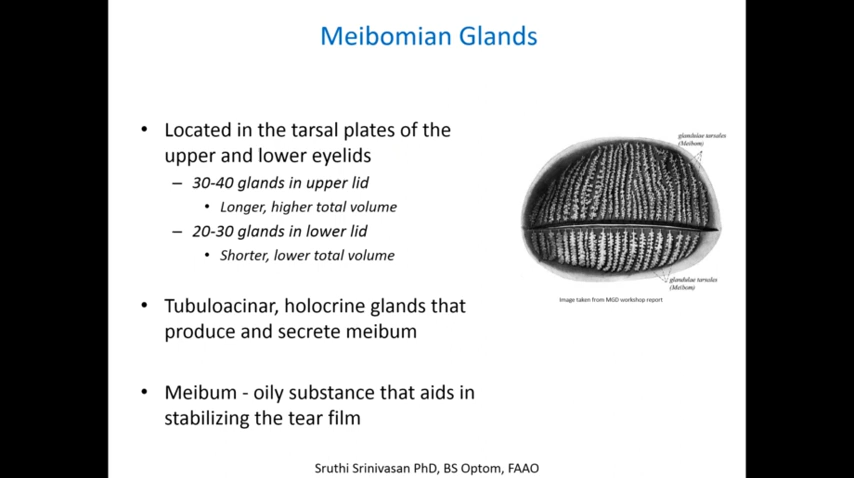 Meibomian Glands
• Located in the tarsal plates of the
upper and lower eyelids
– 30-40 glands in upper lid
• Longer, higher total volume
– 20-30 glands in lower lid
• Shorter, lower total volume
• Tubuloacinar, holocrine glands that
produce and secrete meibum
• Meibum - oily substance that aids in
stabilizing the tear film
glandulae tarsales
(Meibom)
glandulae tarsales
(Meibom)
Image taken from MGD workshop report
Sruthi Srinivasan PhD, BS Optom, FAAO